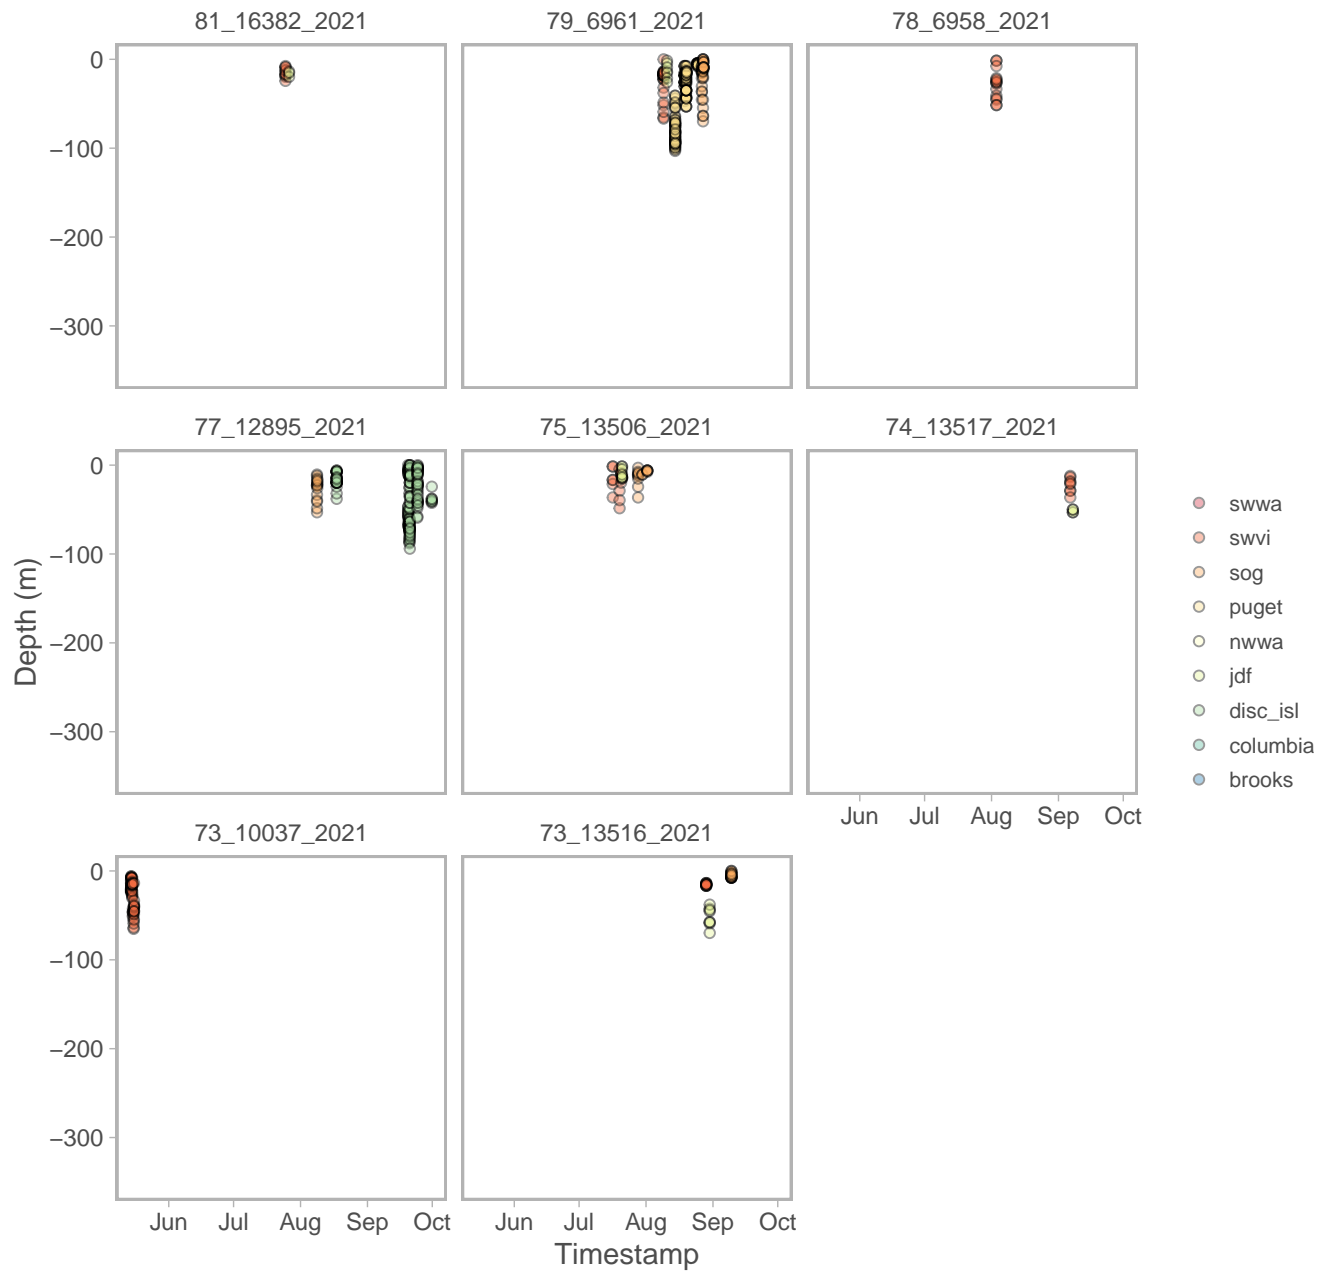 81_16382_2021
79_6961_2021
78_6958_2021
0
−100
−200
−300
77_12895_2021
75_13506_2021
74_13517_2021
0
−100
−200
−300
Jun Jul Aug Sep Oct
73_10037_2021
73_13516_2021
0
−100
−200
−300
Jun Jul Aug Sep Oct
Jun Jul Aug Sep Oct
Timestamp
Depth (m)
swwa
swvi
sog
puget
nwwa
jdf
disc_isl
columbia
brooks